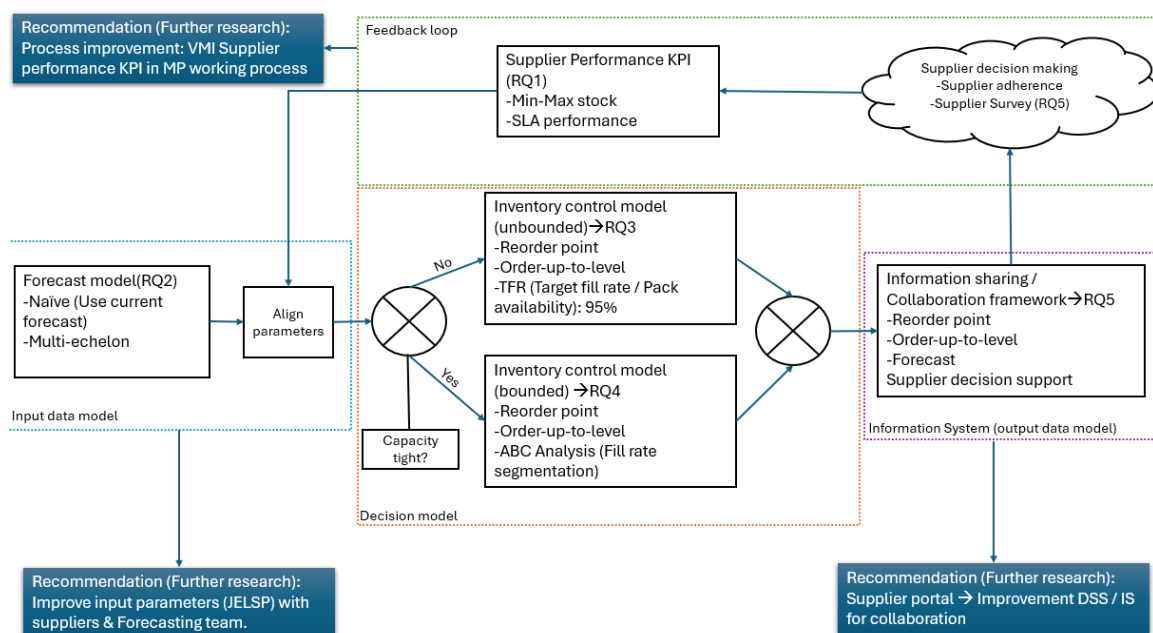 Recommendation (Further research):
Process improvement: VMI Supplier
performance KPI in MP working process
Feedback loop
Supplier Performance KPI
(RQ1)
-Min-Max stock
-SLA performance
Supplier decision making
-Supplier adherence
-Supplier Survey (RQ5)
Forecast model(RQ2)
-Naïve (Use current
forecast)
-Multi-echelon
Align
parameters
Input data model
No
Yes
Capacity
tight?
Inventory control model
(unbounded)→RQ3
-Reorder point
-Order-up-to-level
-TFR (Target fill rate / Pack
availability): 95%
Inventory control model
(bounded) →RQ4
-Reorder point
-Order-up-to-level
-ABC Analysis (Fill rate
segmentation)
Decision model
Information sharing /
Collaboration framework→RQ5
-Reorder point
-Order-up-to-level
-Forecast
Supplier decision support
Information System (output data model)
Recommendation (Further research):
Improve input parameters (JELSP) with
suppliers & Forecasting team.
Recommendation (Further research):
Supplier portal → Improvement DSS / IS
for collaboration